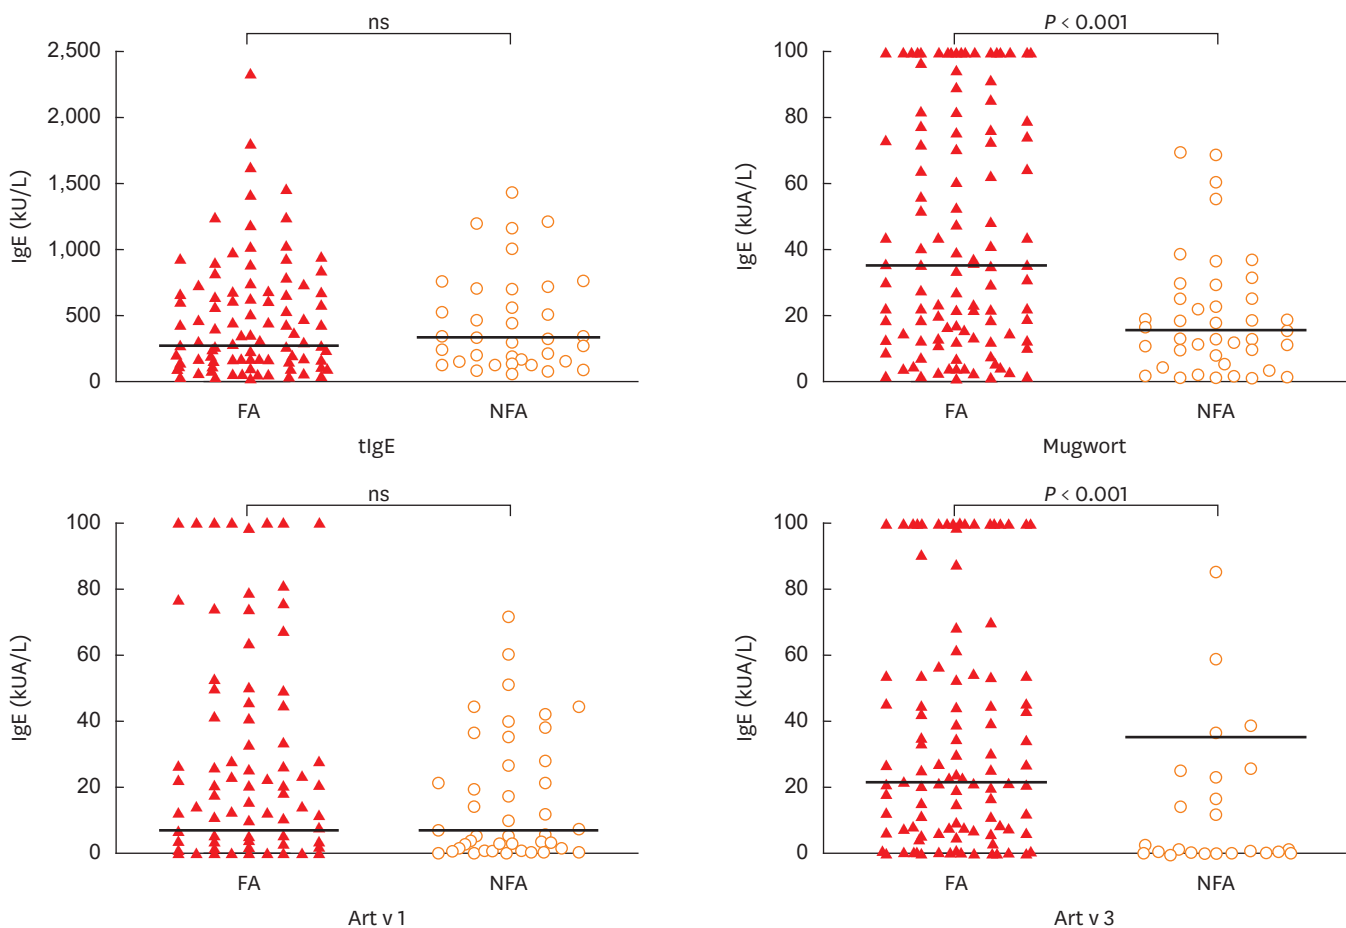 ns
2,500
2,000
1,500
1,000
500
0
IgE (kU/L)
FA
NFA
tIgE
P < 0.001
100
80
60
40
20
0
IgE (kUA/L)
FA
NFA
Mugwort
ns
100
80
60
40
20
0
IgE (kUA/L)
FA
NFA
Art v 1
P < 0.001
100
80
60
40
20
0
IgE (kUA/L)
FA
NFA
Art v 3